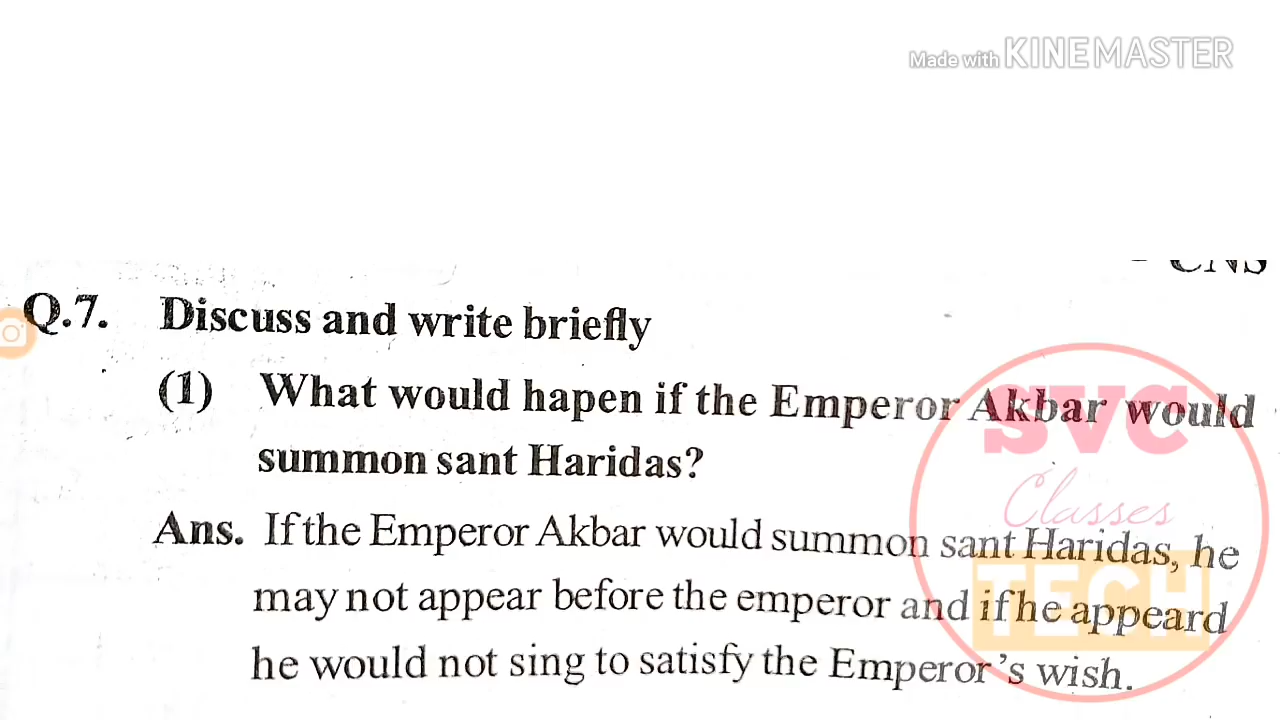 Made with KINEMASTER
Q.7. Discuss and write briefly
(1) What would hapen if the Emperor Akbar would
summon sant Haridas?
Ans. If the Emperor Akbar would summon sant Haridas, he
may not appear before the emperor and if he appeard
he would not sing to satisfy the Emperor's wish.
SVC
Classes
TECH